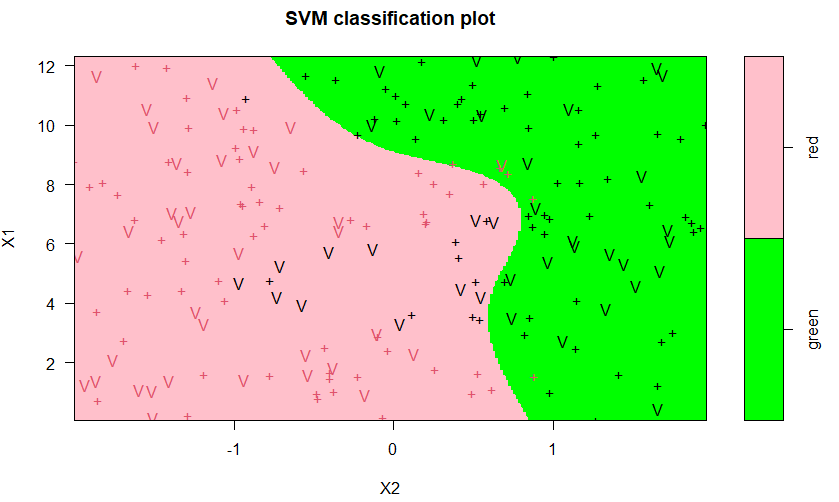 SVM classification plot
12
10
8
6
4
2
X1
-1
0
1
X2
red
green